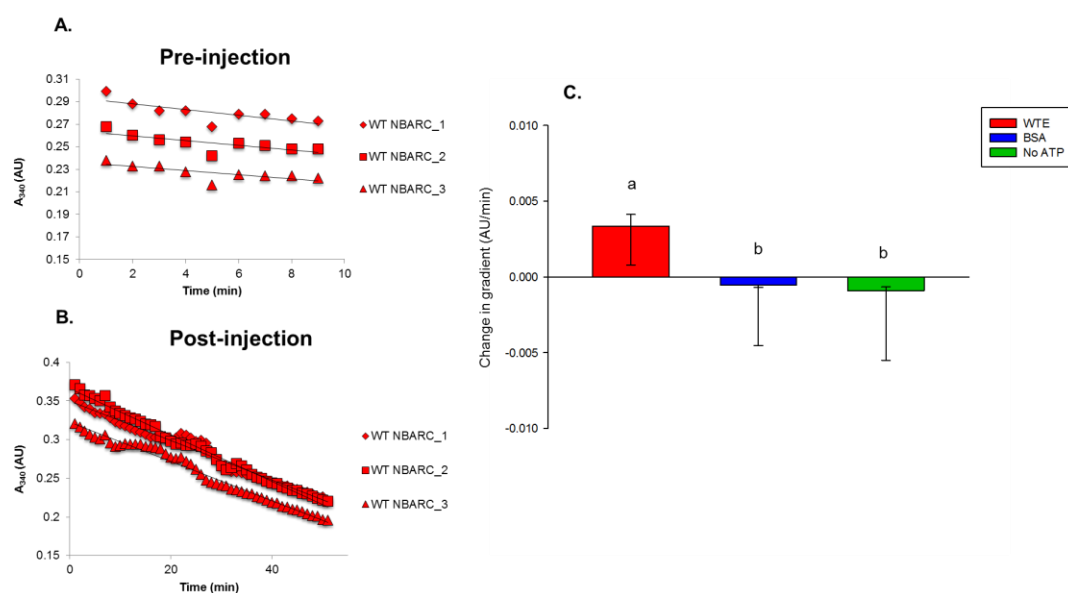 A.
Pre-injection
A340 (AU)
0.31
0.29
0.27
0.25
0.23
0.21
0.19
0.17
0.15
0 2 4 6 8 10
Time (min)
WT NBARC_1
WT NBARC_2
WT NBARC_3
B.
Post-injection
A340 (AU)
0.4
0.35
0.3
0.25
0.2
0.15
0 20 40
Time (min)
WT NBARC_1
WT NBARC_2
WT NBARC_3
C.
WTE
BSA
No ATP
Change in gradient (AU/min)
0.010
0.005
0.000
-0.005
-0.010
a
b
b